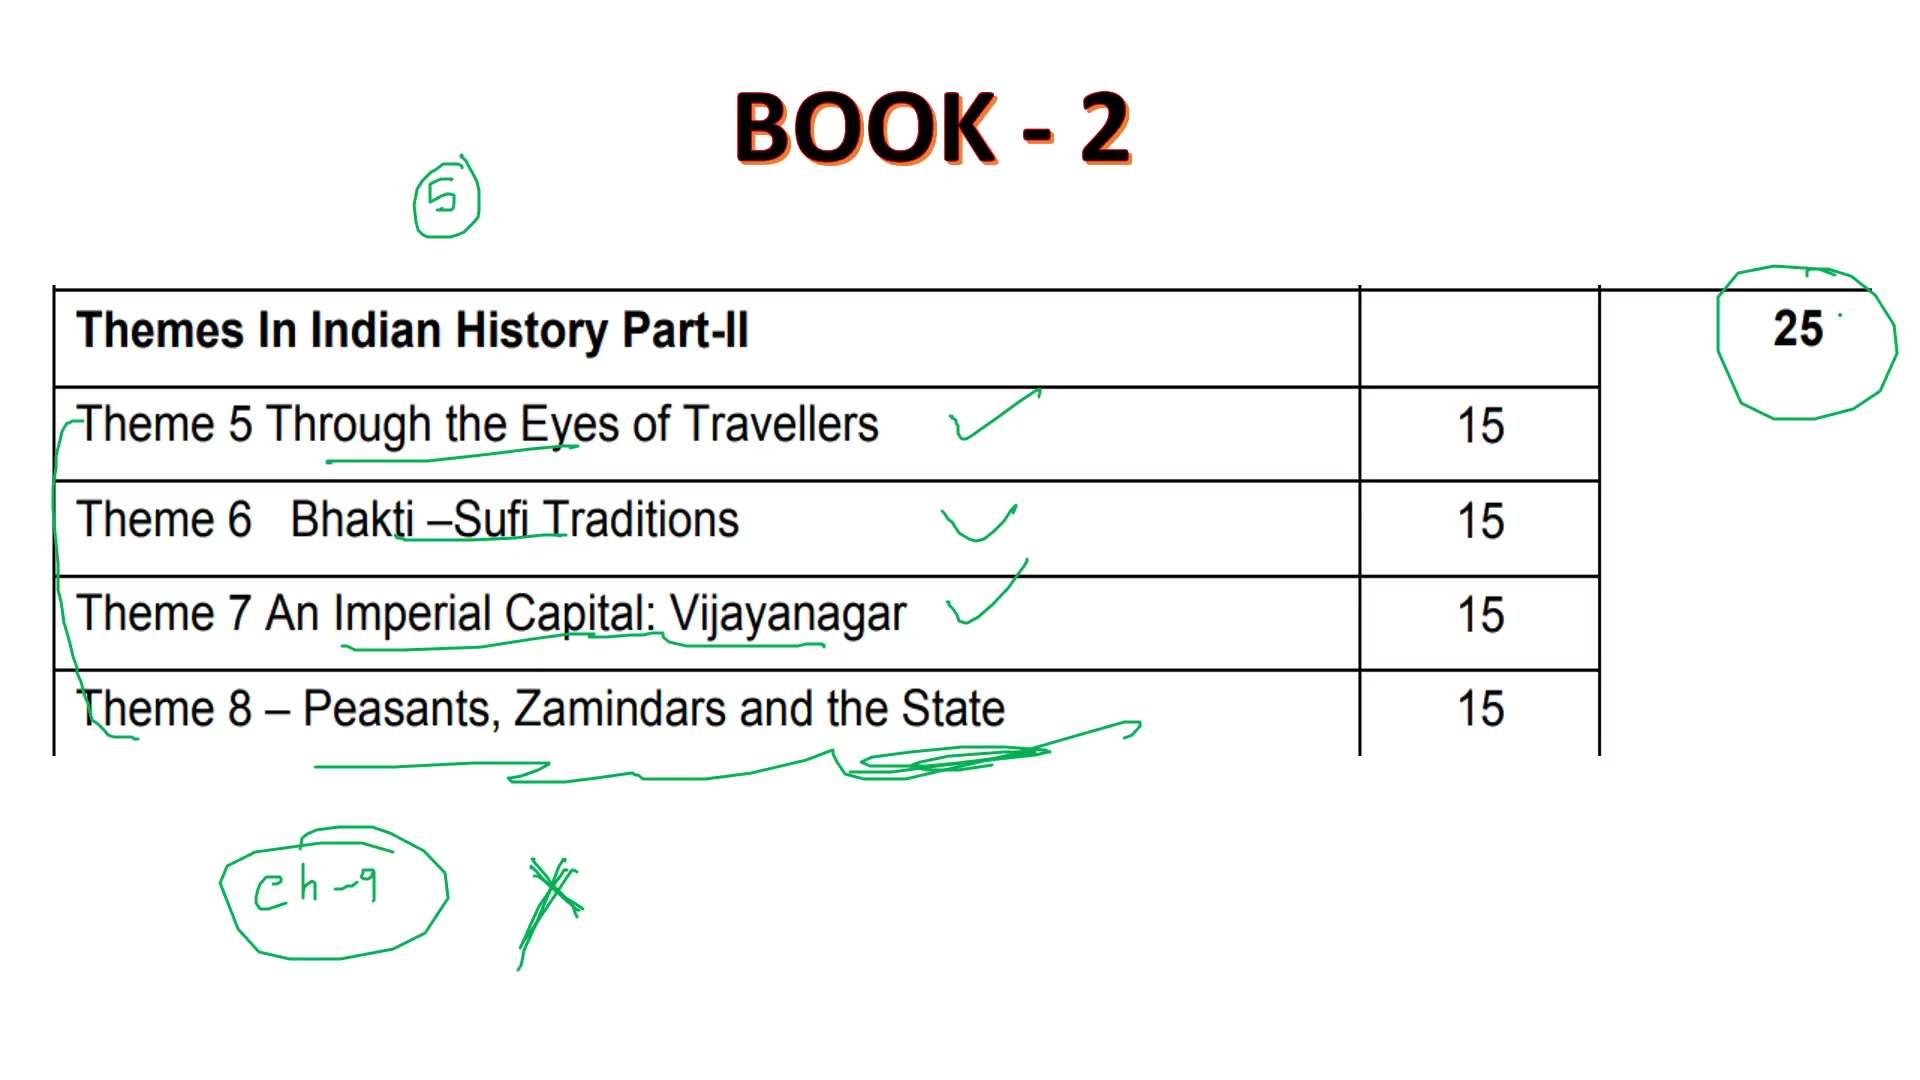 BOOK - 2
5
Themes In Indian History Part-II 25
Theme 5 Through the Eyes of Travellers 15
Theme 6 Bhakti –Sufi Traditions 15
Theme 7 An Imperial Capital: Vijayanagar 15
Theme 8 – Peasants, Zamindars and the State 15
Ch-9